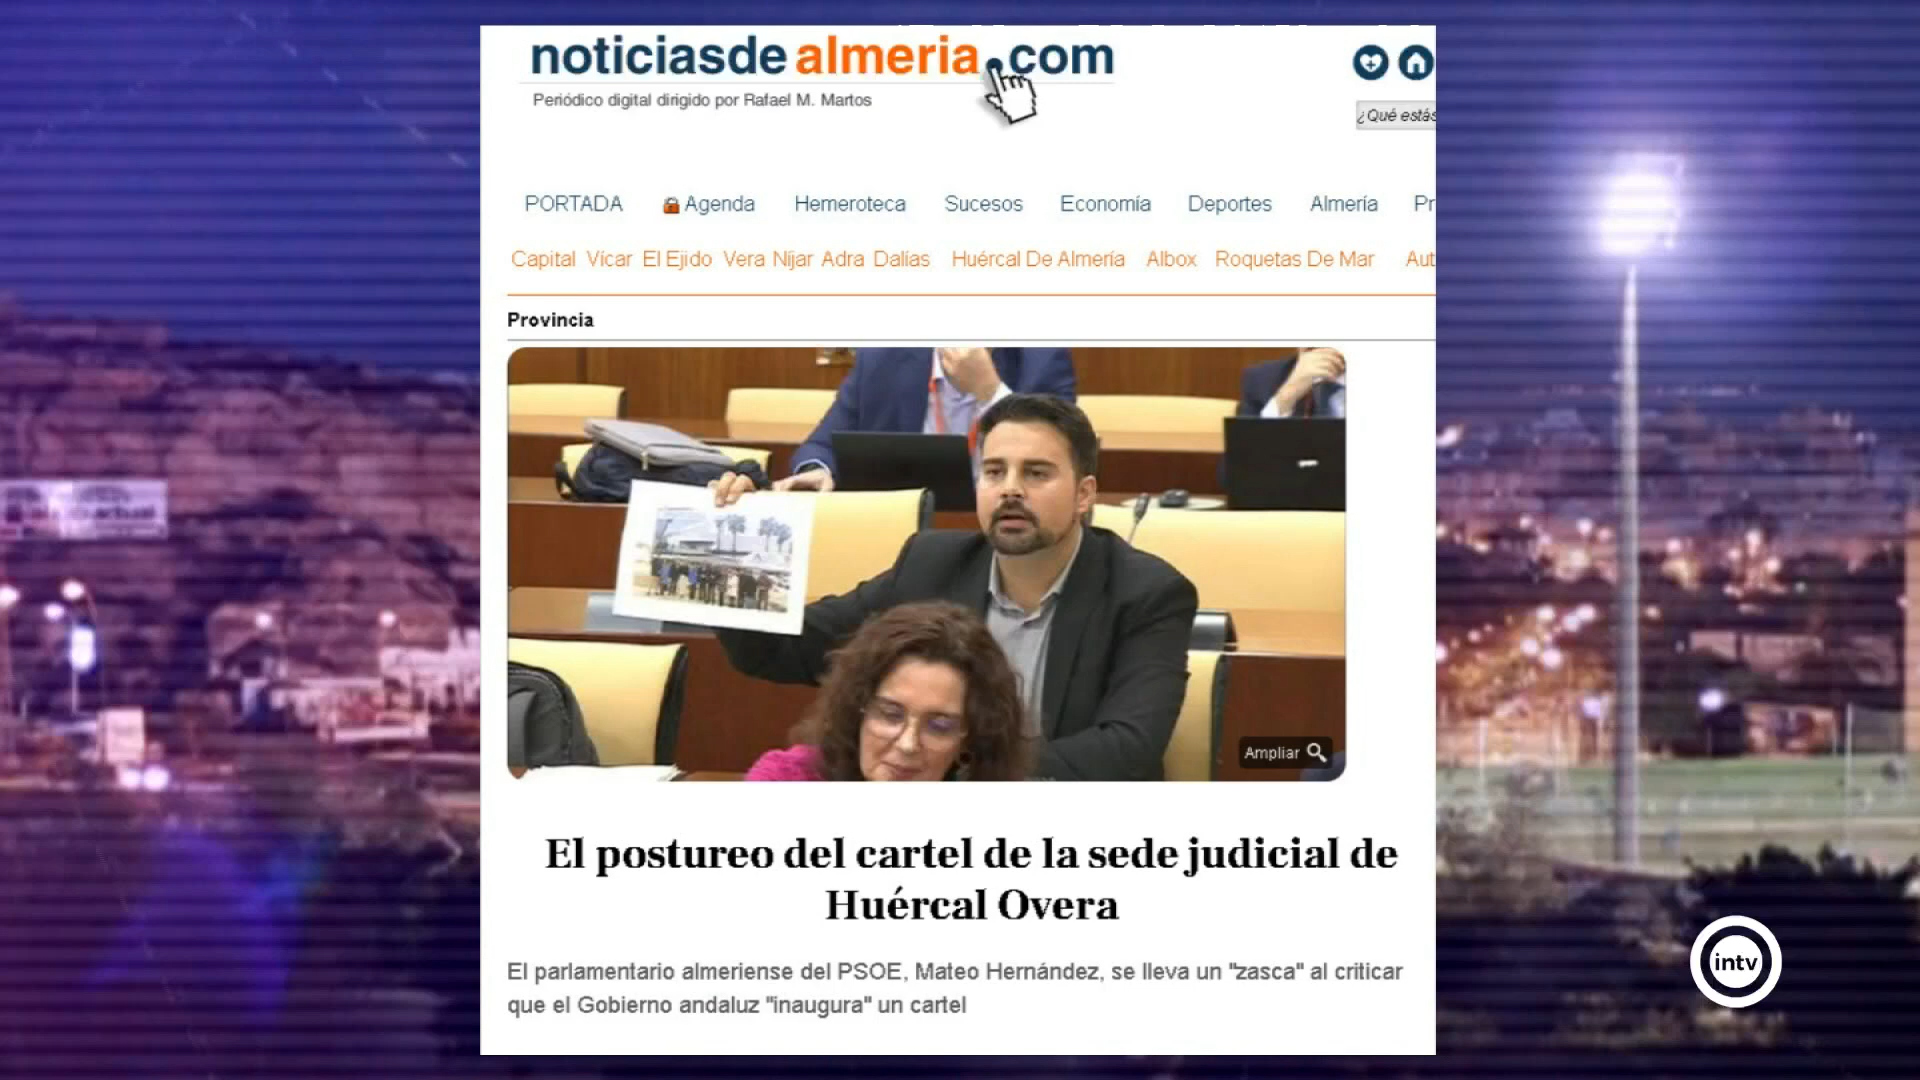 noticiasdealmeria.com
Periódico digital dirigido por Rafael M. Martos
¿Qué estás
PORTADA Agenda Hemeroteca Sucesos Economía Deportes Almería Pr
Capital Vícar El Ejido Vera Níjar Adra Dalías Huércal De Almería Albox Roquetas De Mar Aut
Provincia
Ampliar
El postureo del cartel de la sede judicial de
Huércal Overa
El parlamentario almeriense del PSOE, Mateo Hernández, se lleva un "zasca" al criticar
que el Gobierno andaluz "inaugura" un cartel
intv